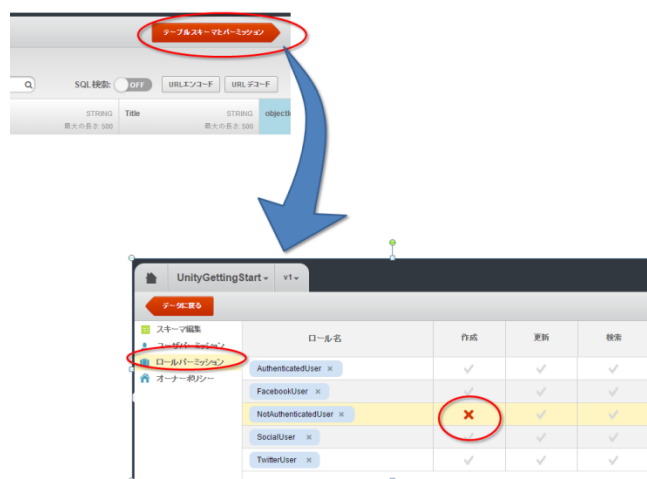 テーブルスキーマとパーミッション
SQL検索: OFF URLエンコード URLデコード
STRING Title STRING objectId
最大の長さ 500 最大の長さ 500
UnityGettingStart v1
データに戻る
スキーマ編集
ユーザパーミッション
ロールパーミッション
オーナーポリシー
ロール名 作成 更新 検索
AuthenticatedUser ×
FacebookUser ×
NotAuthenticatedUser ×
SocialUser ×
TwitterUser ×